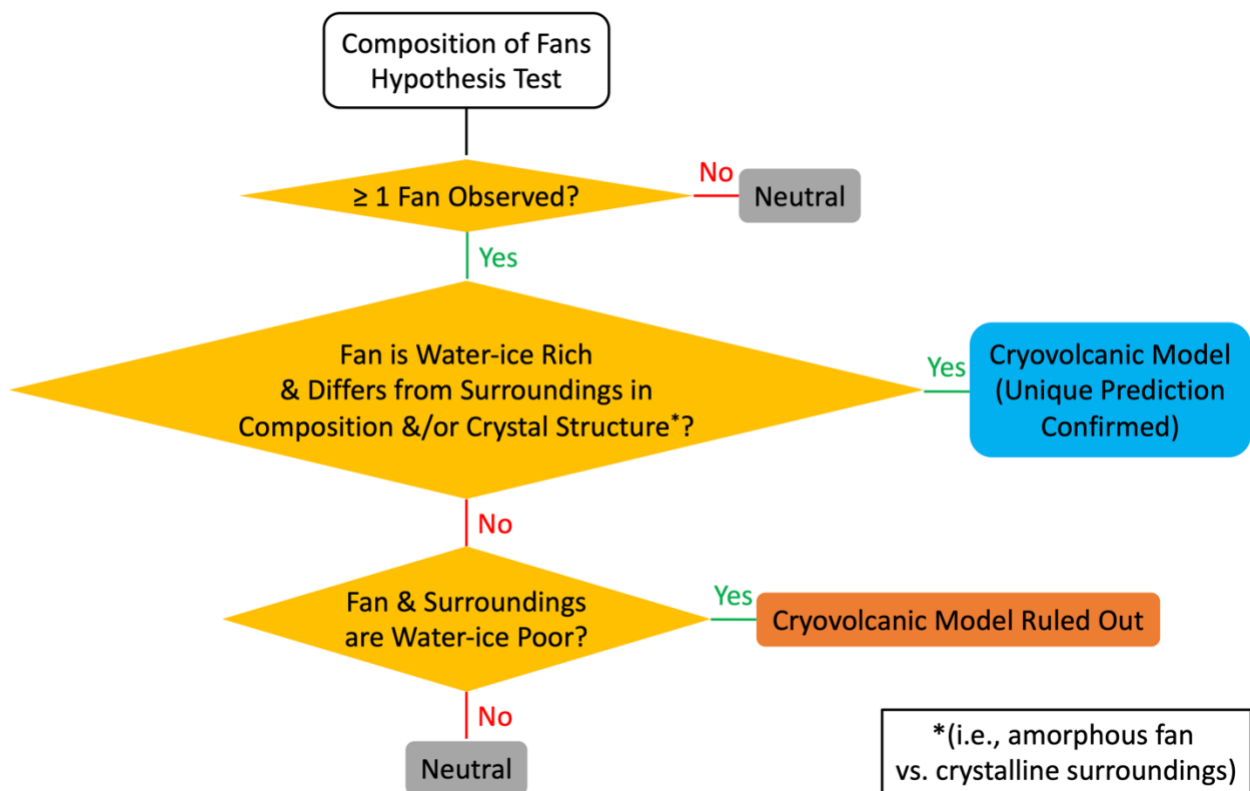 Composition of Fans
Hypothesis Test
≥ 1 Fan Observed?
No
Neutral
Yes
Fan is Water-ice Rich
& Differs from Surroundings in
Composition &/or Crystal Structure*?
Yes
Cryovolcanic Model
(Unique Prediction
Confirmed)
No
Fan & Surroundings
are Water-ice Poor?
Yes
Cryovolcanic Model Ruled Out
No
Neutral
*(i.e., amorphous fan
vs. crystalline surroundings)